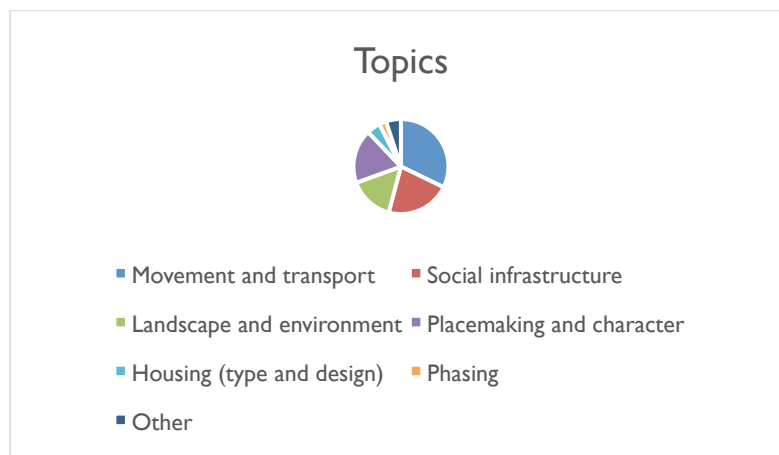 Topics
Movement and transport Social infrastructure
Landscape and environment Placemaking and character
Housing (type and design) Phasing
Other